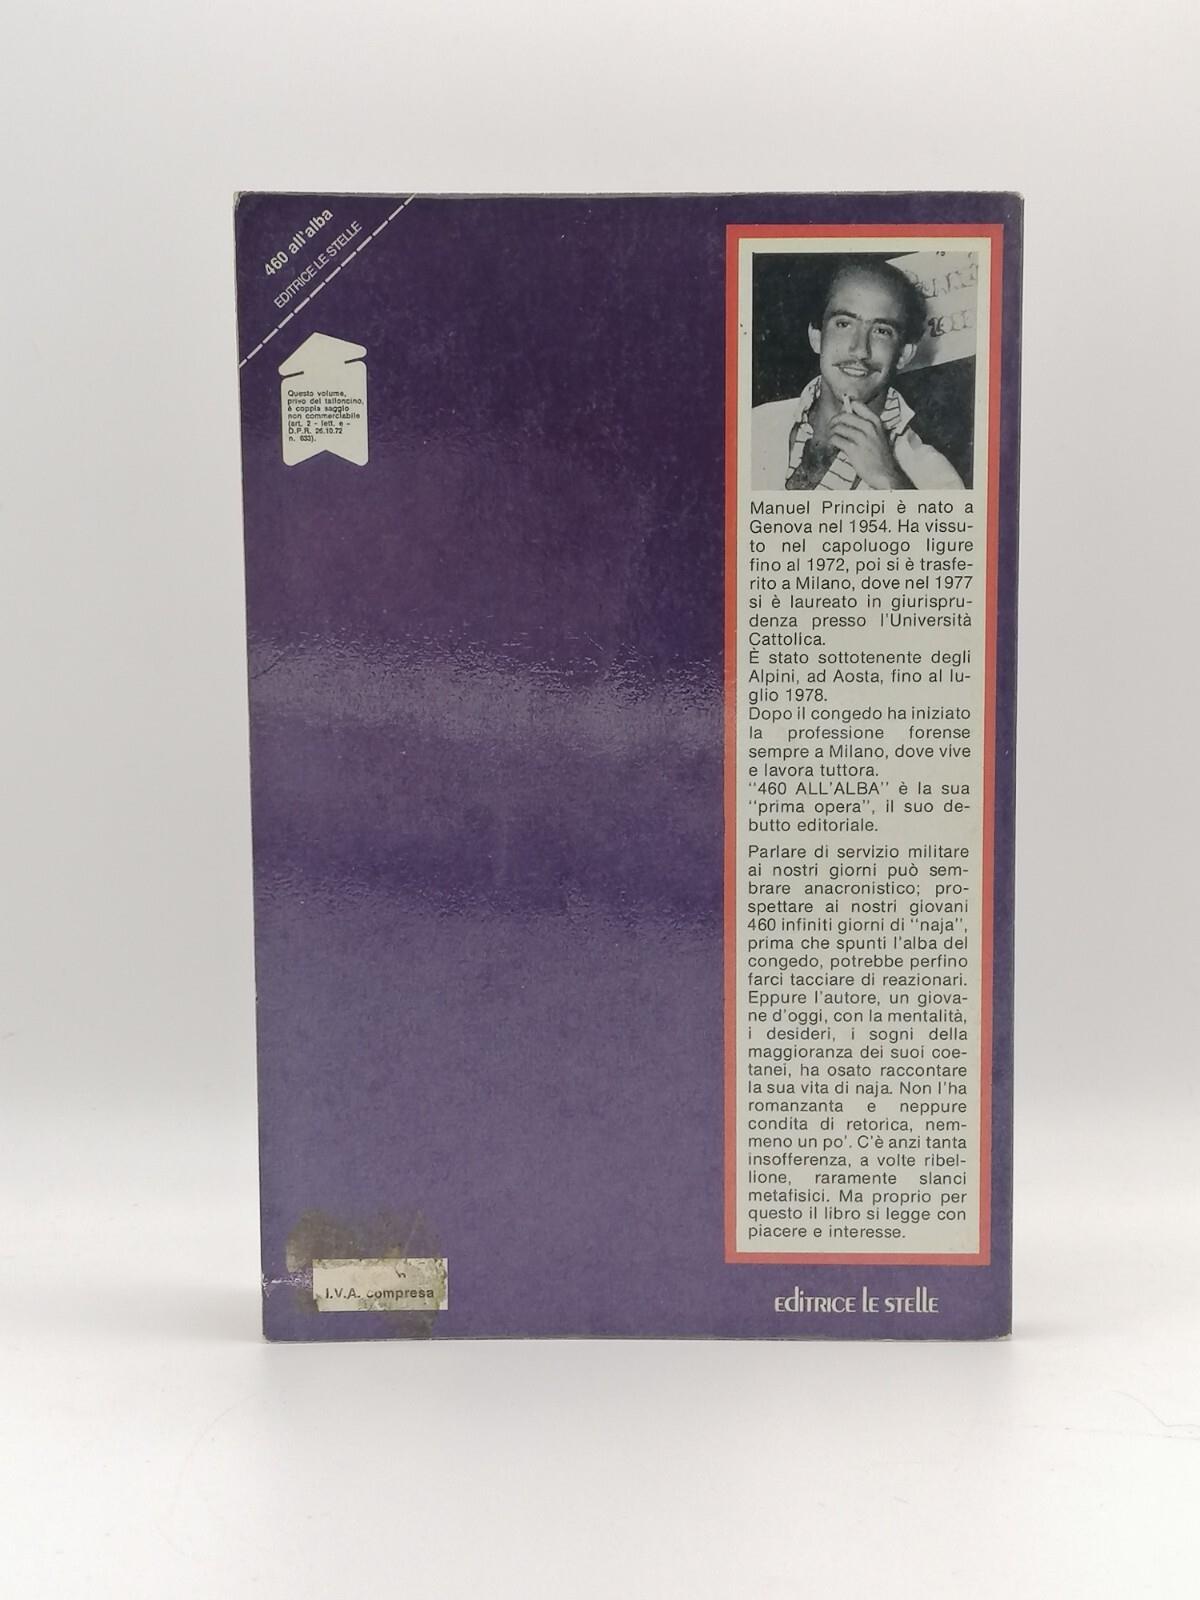 460 all'alba
EDITRICE LE STELLE
Questo volume,
privo del talloncino,
è coppia saggio
non commerciabile
(art. 2 - lett. e -
D.P.R. 26.10.72
n. 633).
Manuel Principi è nato a
Genova nel 1954. Ha vissu-
to nel capoluogo ligure
fino al 1972, poi si è trasfe-
rito a Milano, dove nel 1977
si è laureato in giurispru-
denza presso l'Università
Cattolica.
È stato sottotenente degli
Alpini, ad Aosta, fino al lu-
glio 1978.
Dopo il congedo ha iniziato
la professione forense
sempre a Milano, dove vive
e lavora tuttora.
"460 ALL'ALBA" è la sua
"prima opera", il suo de-
butto editoriale.
Parlare di servizio militare
ai nostri giorni può sem-
brare anacronistico; pro-
spettare ai nostri giovani
460 infiniti giorni di "naja",
prima che spunti l'alba del
congedo, potrebbe perfino
farci tacciare di reazionari.
Eppure l'autore, un giova-
ne d'oggi, con la mentalità,
i desideri, i sogni della
maggioranza dei suoi coe-
tanei, ha osato raccontare
la sua vita di naja. Non l'ha
romanzanta e neppure
condita di retorica, nem-
meno un po'. C'è anzi tanta
insofferenza, a volte ribel-
lione, raramente slanci
metafisici. Ma proprio per
questo il libro si legge con
piacere e interesse.
I.V.A. compresa
EDITRICE LE STELLE